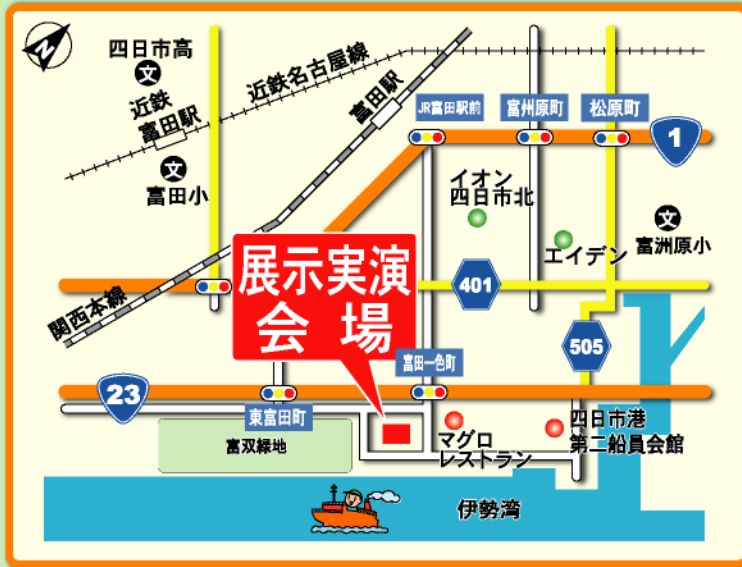 N
四日市高
文
近鉄
富田駅
近鉄名古屋線
文
富田小
富田駅
JR富田駅前
富州原町
松原町
1
イオン
四日市北
エイデン
文
富洲原小
関西本線
展示実演
会場
401
505
23
東富田町
富田一色町
富双緑地
マグロ
レストラン
四日市港
第二船員会館
伊勢湾